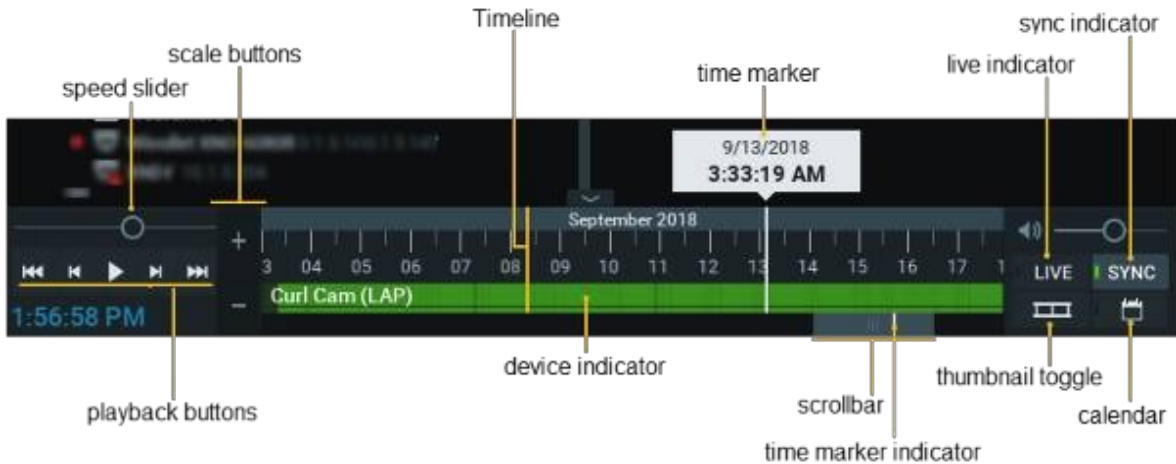 Timeline
sync indicator
scale buttons
live indicator
time marker
speed slider
9/13/2018
3:33:19 AM
September 2018
+
3 04 05 06 07 08 09 10 11 12 13 14 15 16 17 1
LIVE SYNC
Curl Cam (LAP)
−
1:56:58 PM
device indicator
thumbnail toggle
scrollbar
playback buttons
calendar
time marker indicator